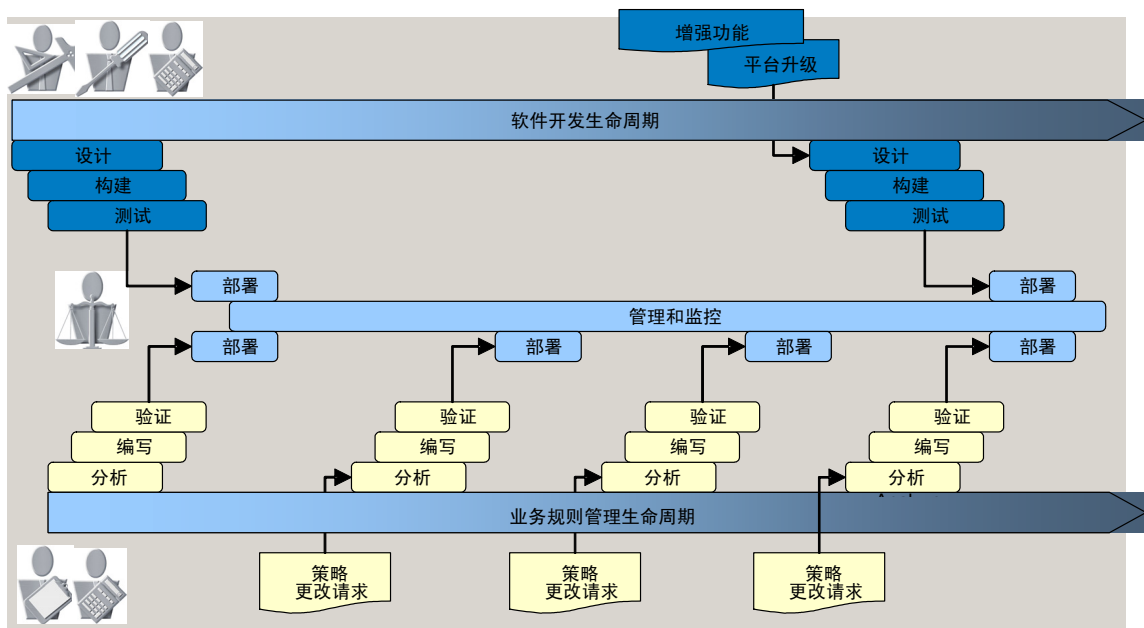 增强功能
平台升级
软件开发生命周期
设计
设计
构建
构建
测试
测试
部署
部署
管理和监控
部署
部署
部署
部署
验证
验证
验证
验证
编写
编写
编写
编写
分析
分析
分析
分析
业务规则管理生命周期
策略
更改请求
策略
更改请求
策略
更改请求